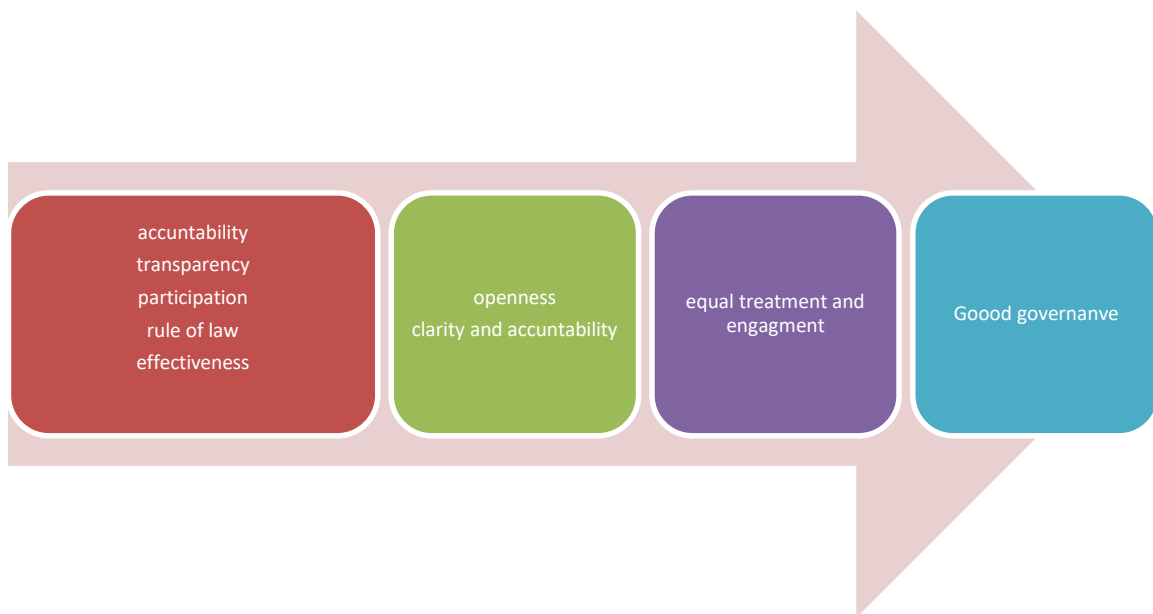 accuntability
transparency
participation
rule of law
effectiveness
openness
clarity and accuntability
equal treatment and
engagment
Goood governanve